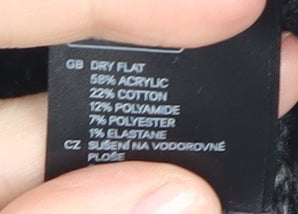 GB DRY FLAT
58% ACRYLIC
22% COTTON
12% POLYAMIDE
7% POLYESTER
1% ELASTANE
CZ SUŠENÍ NA VODOROVNÉ
PLOŠE